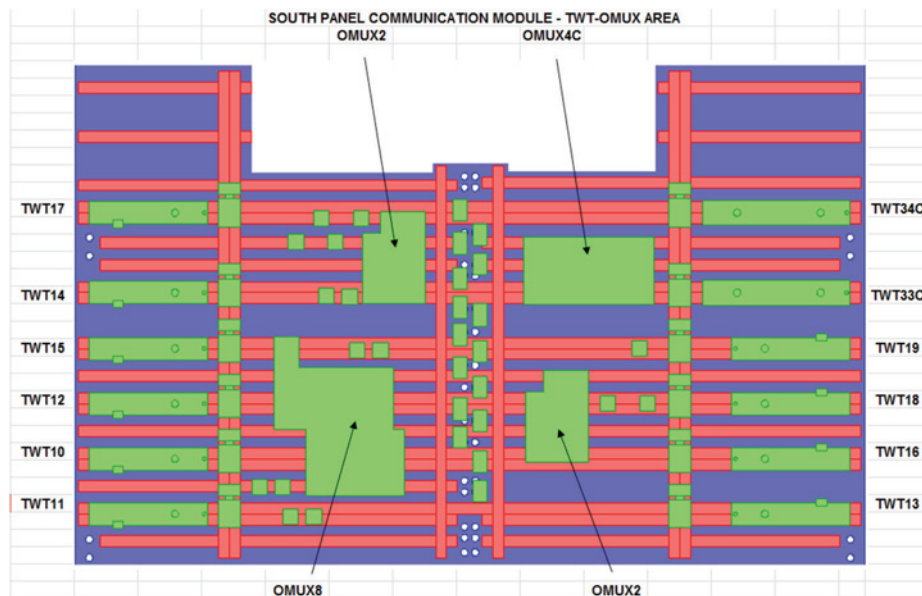 SOUTH PANEL COMMUNICATION MODULE - TWT-OMUX AREA
OMUX2 OMUX4C
TWT17 TWT34C
TWT14 TWT33C
TWT15 TWT19
TWT12 TWT18
TWT10 TWT16
TWT11 TWT13
OMUX8 OMUX2